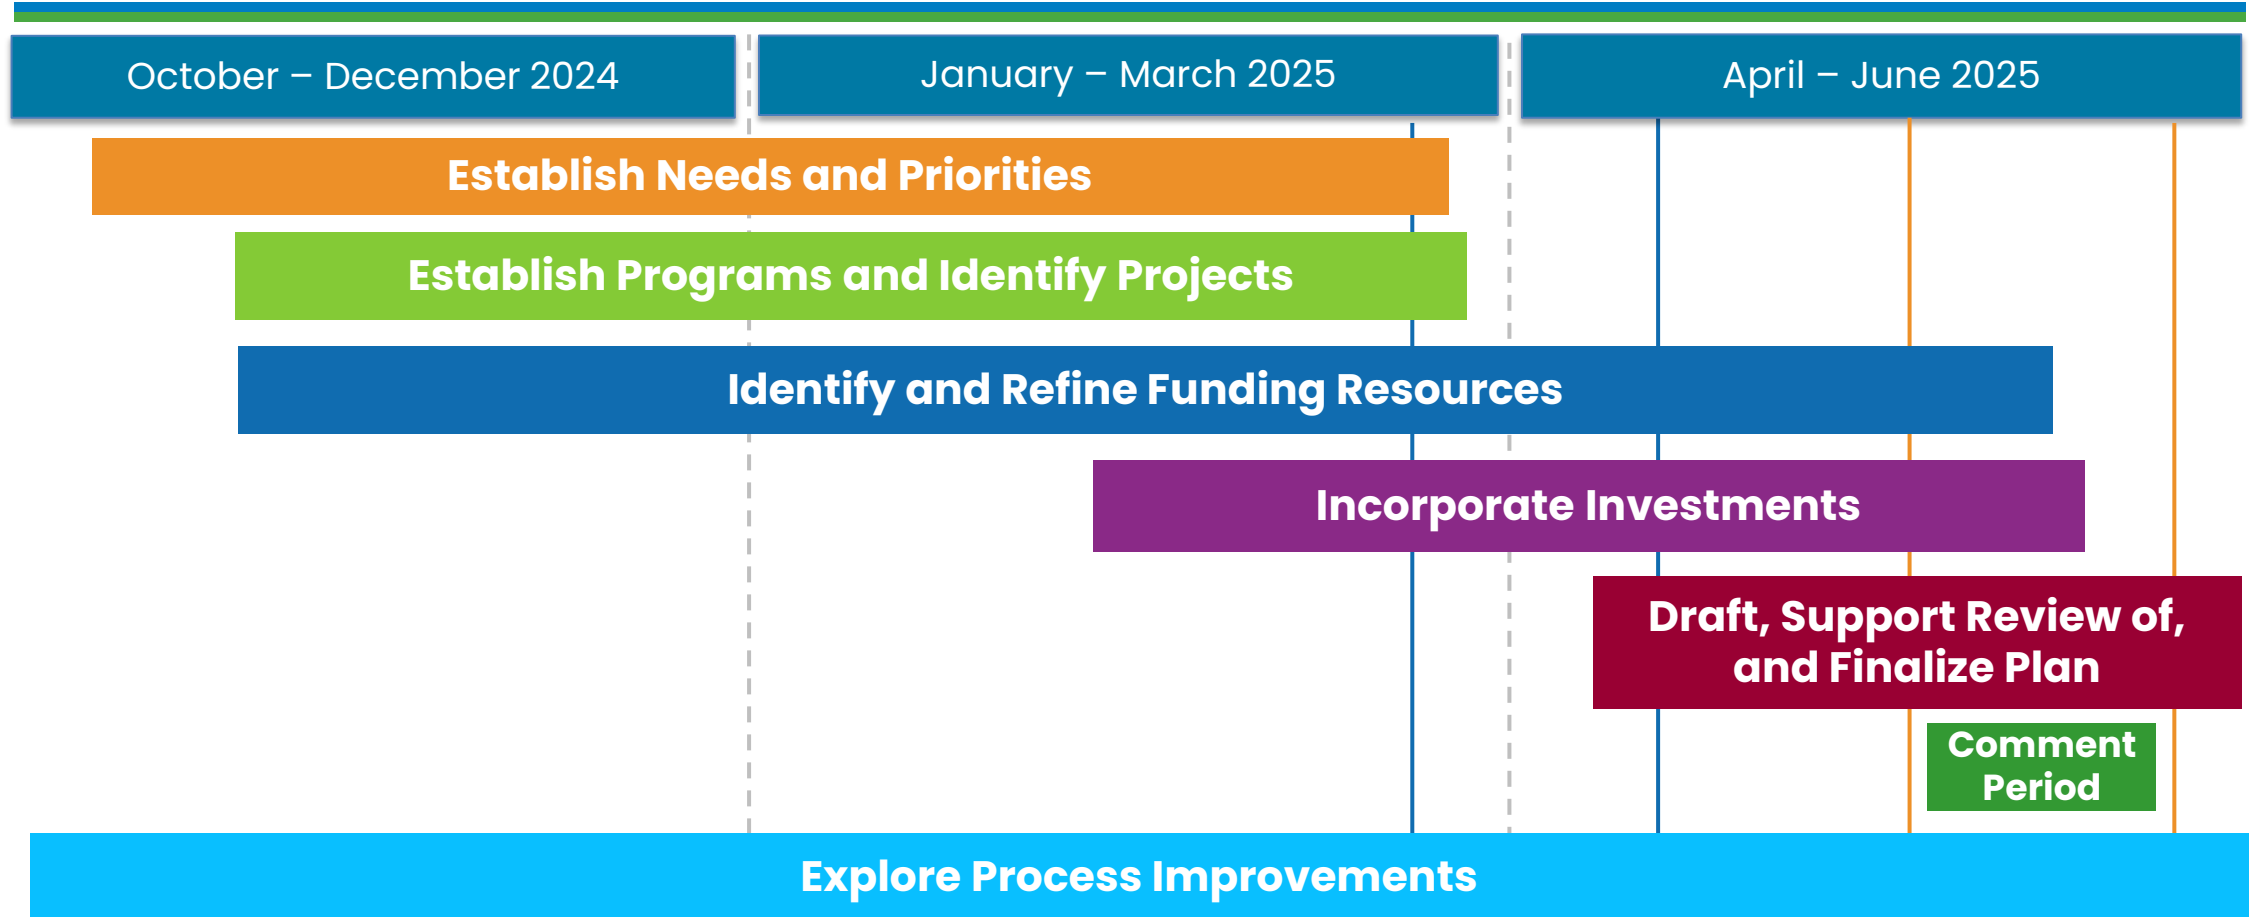 October – December 2024
January – March 2025
April – June 2025
Establish Needs and Priorities
Establish Programs and Identify Projects
Identify and Refine Funding Resources
Incorporate Investments
Draft, Support Review of,
and Finalize Plan
Comment
Period
Explore Process Improvements